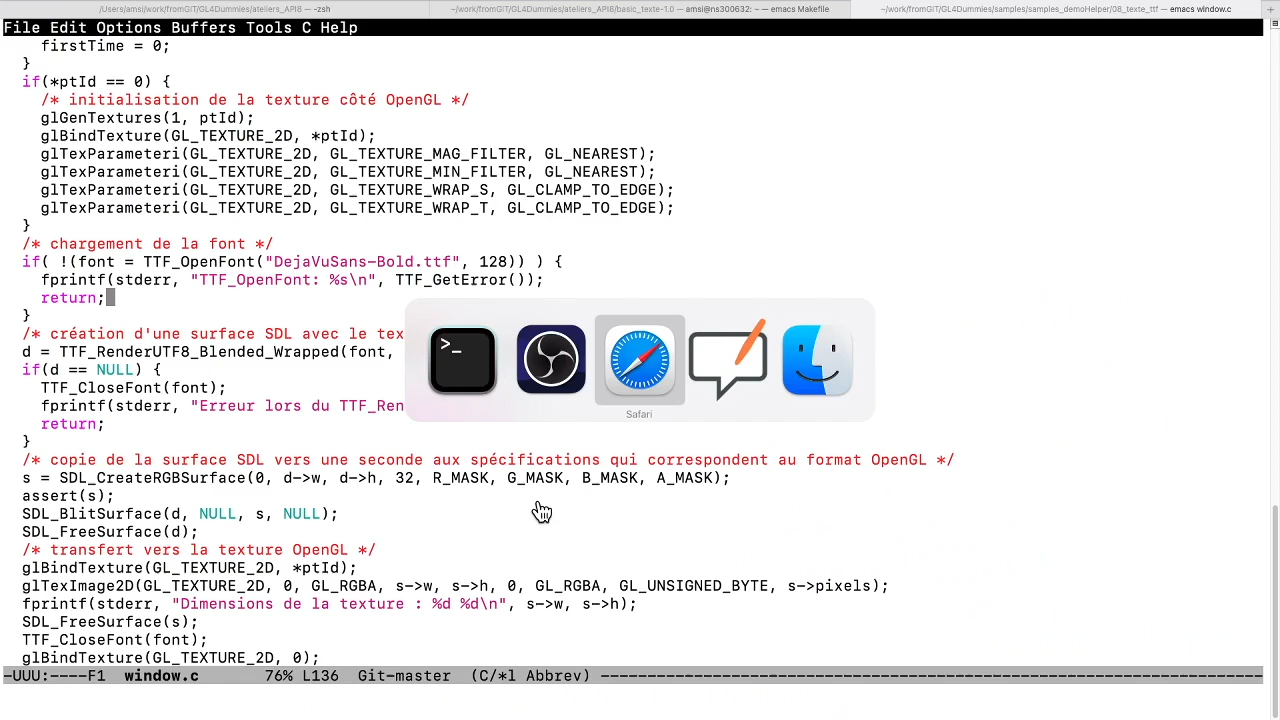 /Users/amsi/work/fromGIT/GL4Dummies/ateliers_API8 — -zsh
~/work/fromGIT/GL4Dummies/ateliers_API8/basic_texte-1.0 — amsi@ns300632: ~ — emacs Makefile
~/work/fromGIT/GL4Dummies/samples/samples_demoHelper/08_texte_ttf — emacs window.c
+
File Edit Options Buffers Tools C Help
firstTime = 0;
}
if(*ptId == 0) {
/* initialisation de la texture côté OpenGL */
glGenTextures(1, ptId);
glBindTexture(GL_TEXTURE_2D, *ptId);
glTexParameteri(GL_TEXTURE_2D, GL_TEXTURE_MAG_FILTER, GL_NEAREST);
glTexParameteri(GL_TEXTURE_2D, GL_TEXTURE_MIN_FILTER, GL_NEAREST);
glTexParameteri(GL_TEXTURE_2D, GL_TEXTURE_WRAP_S, GL_CLAMP_TO_EDGE);
glTexParameteri(GL_TEXTURE_2D, GL_TEXTURE_WRAP_T, GL_CLAMP_TO_EDGE);
}
/* chargement de la font */
if( !(font = TTF_OpenFont("DejaVuSans-Bold.ttf", 128)) ) {
fprintf(stderr, "TTF_OpenFont: %s\n", TTF_GetError());
return;
}
/* création d'une surface SDL avec le tex
d = TTF_RenderUTF8_Blended_Wrapped(font,
if(d == NULL) {
TTF_CloseFont(font);
fprintf(stderr, "Erreur lors du TTF_Ren
return;
}
>_
Safari
/* copie de la surface SDL vers une seconde aux spécifications qui correspondent au format OpenGL */
s = SDL_CreateRGBSurface(0, d->w, d->h, 32, R_MASK, G_MASK, B_MASK, A_MASK);
assert(s);
SDL_BlitSurface(d, NULL, s, NULL);
SDL_FreeSurface(d);
/* transfert vers la texture OpenGL */
glBindTexture(GL_TEXTURE_2D, *ptId);
glTexImage2D(GL_TEXTURE_2D, 0, GL_RGBA, s->w, s->h, 0, GL_RGBA, GL_UNSIGNED_BYTE, s->pixels);
fprintf(stderr, "Dimensions de la texture : %d %d\n", s->w, s->h);
SDL_FreeSurface(s);
TTF_CloseFont(font);
glBindTexture(GL_TEXTURE_2D, 0);
-UUU:----F1 window.c 76% L136 Git-master (C/*l Abbrev) ------------------------------------------------------------------------